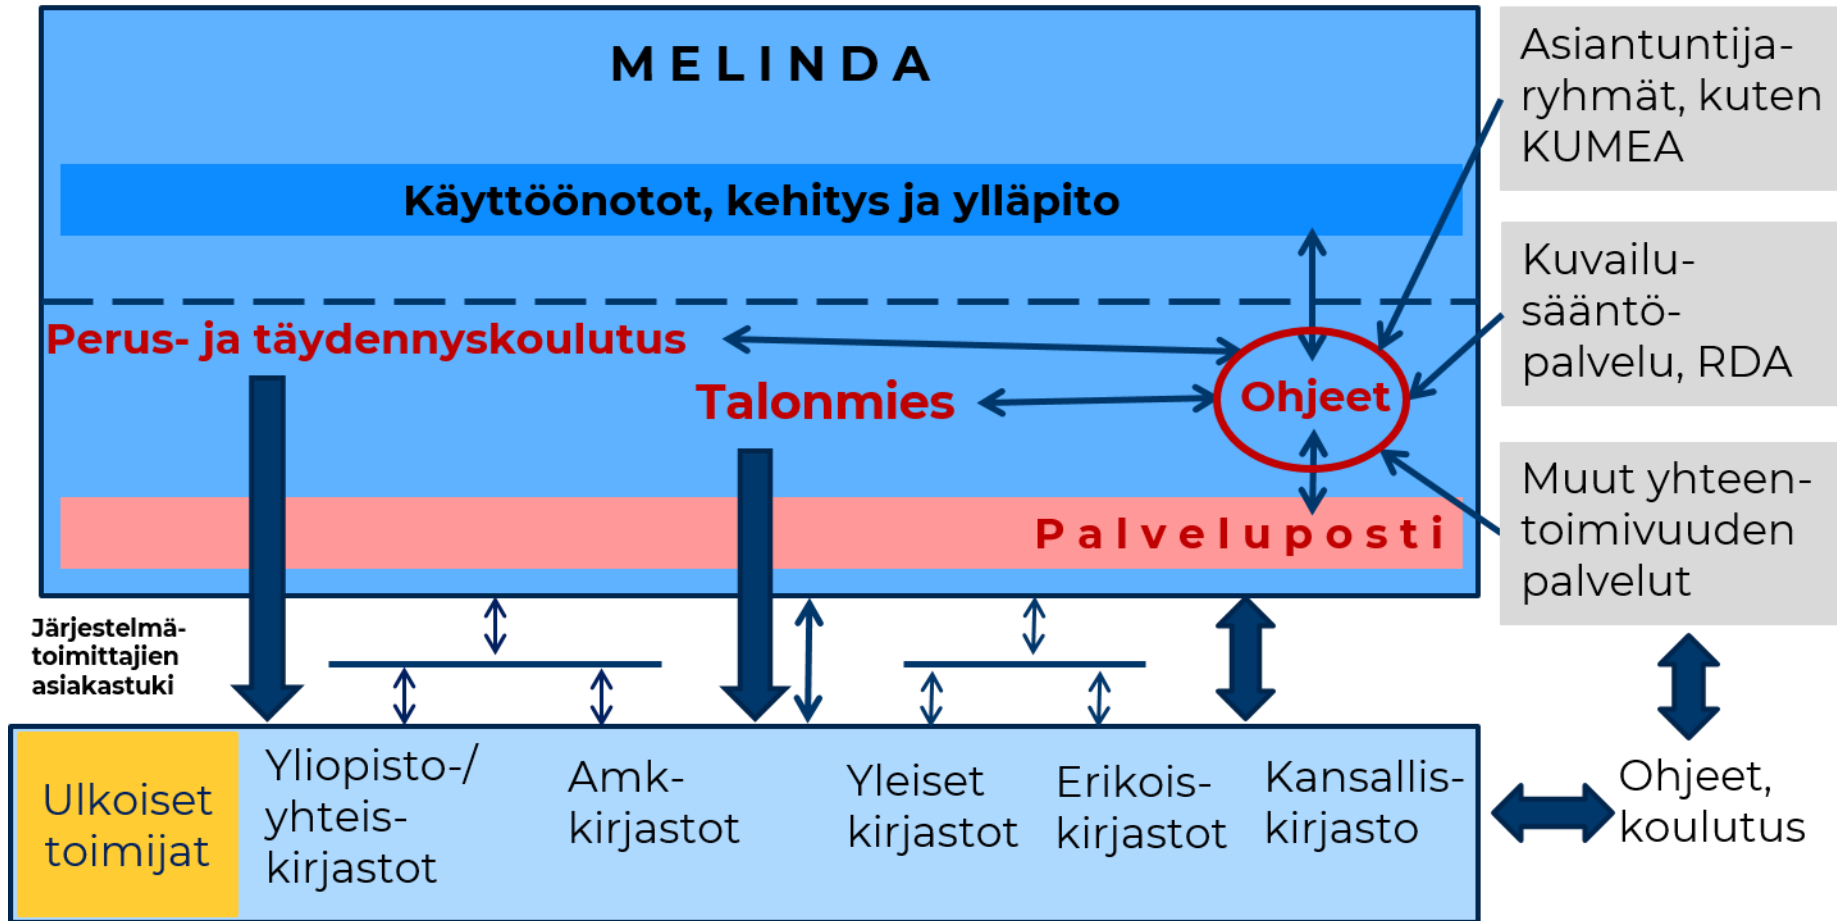 MELINDA
Käyttöönotot, kehitys ja ylläpito
Perus- ja täydennyskoulutus
Talonmies
Ohjeet
Palveluposti
Asiantuntija-
ryhmät, kuten
KUMEA
Kuvailu-
sääntö-
palvelu, RDA
Muut yhteen-
toimivuuden
palvelut
Järjestelmä-
toimittajien
asiakastuki
Ulkoiset
toimijat
Yliopisto-/
yhteis-
kirjastot
Amk-
kirjastot
Yleiset
kirjastot
Erikois-
kirjastot
Kansallis-
kirjasto
Ohjeet,
koulutus